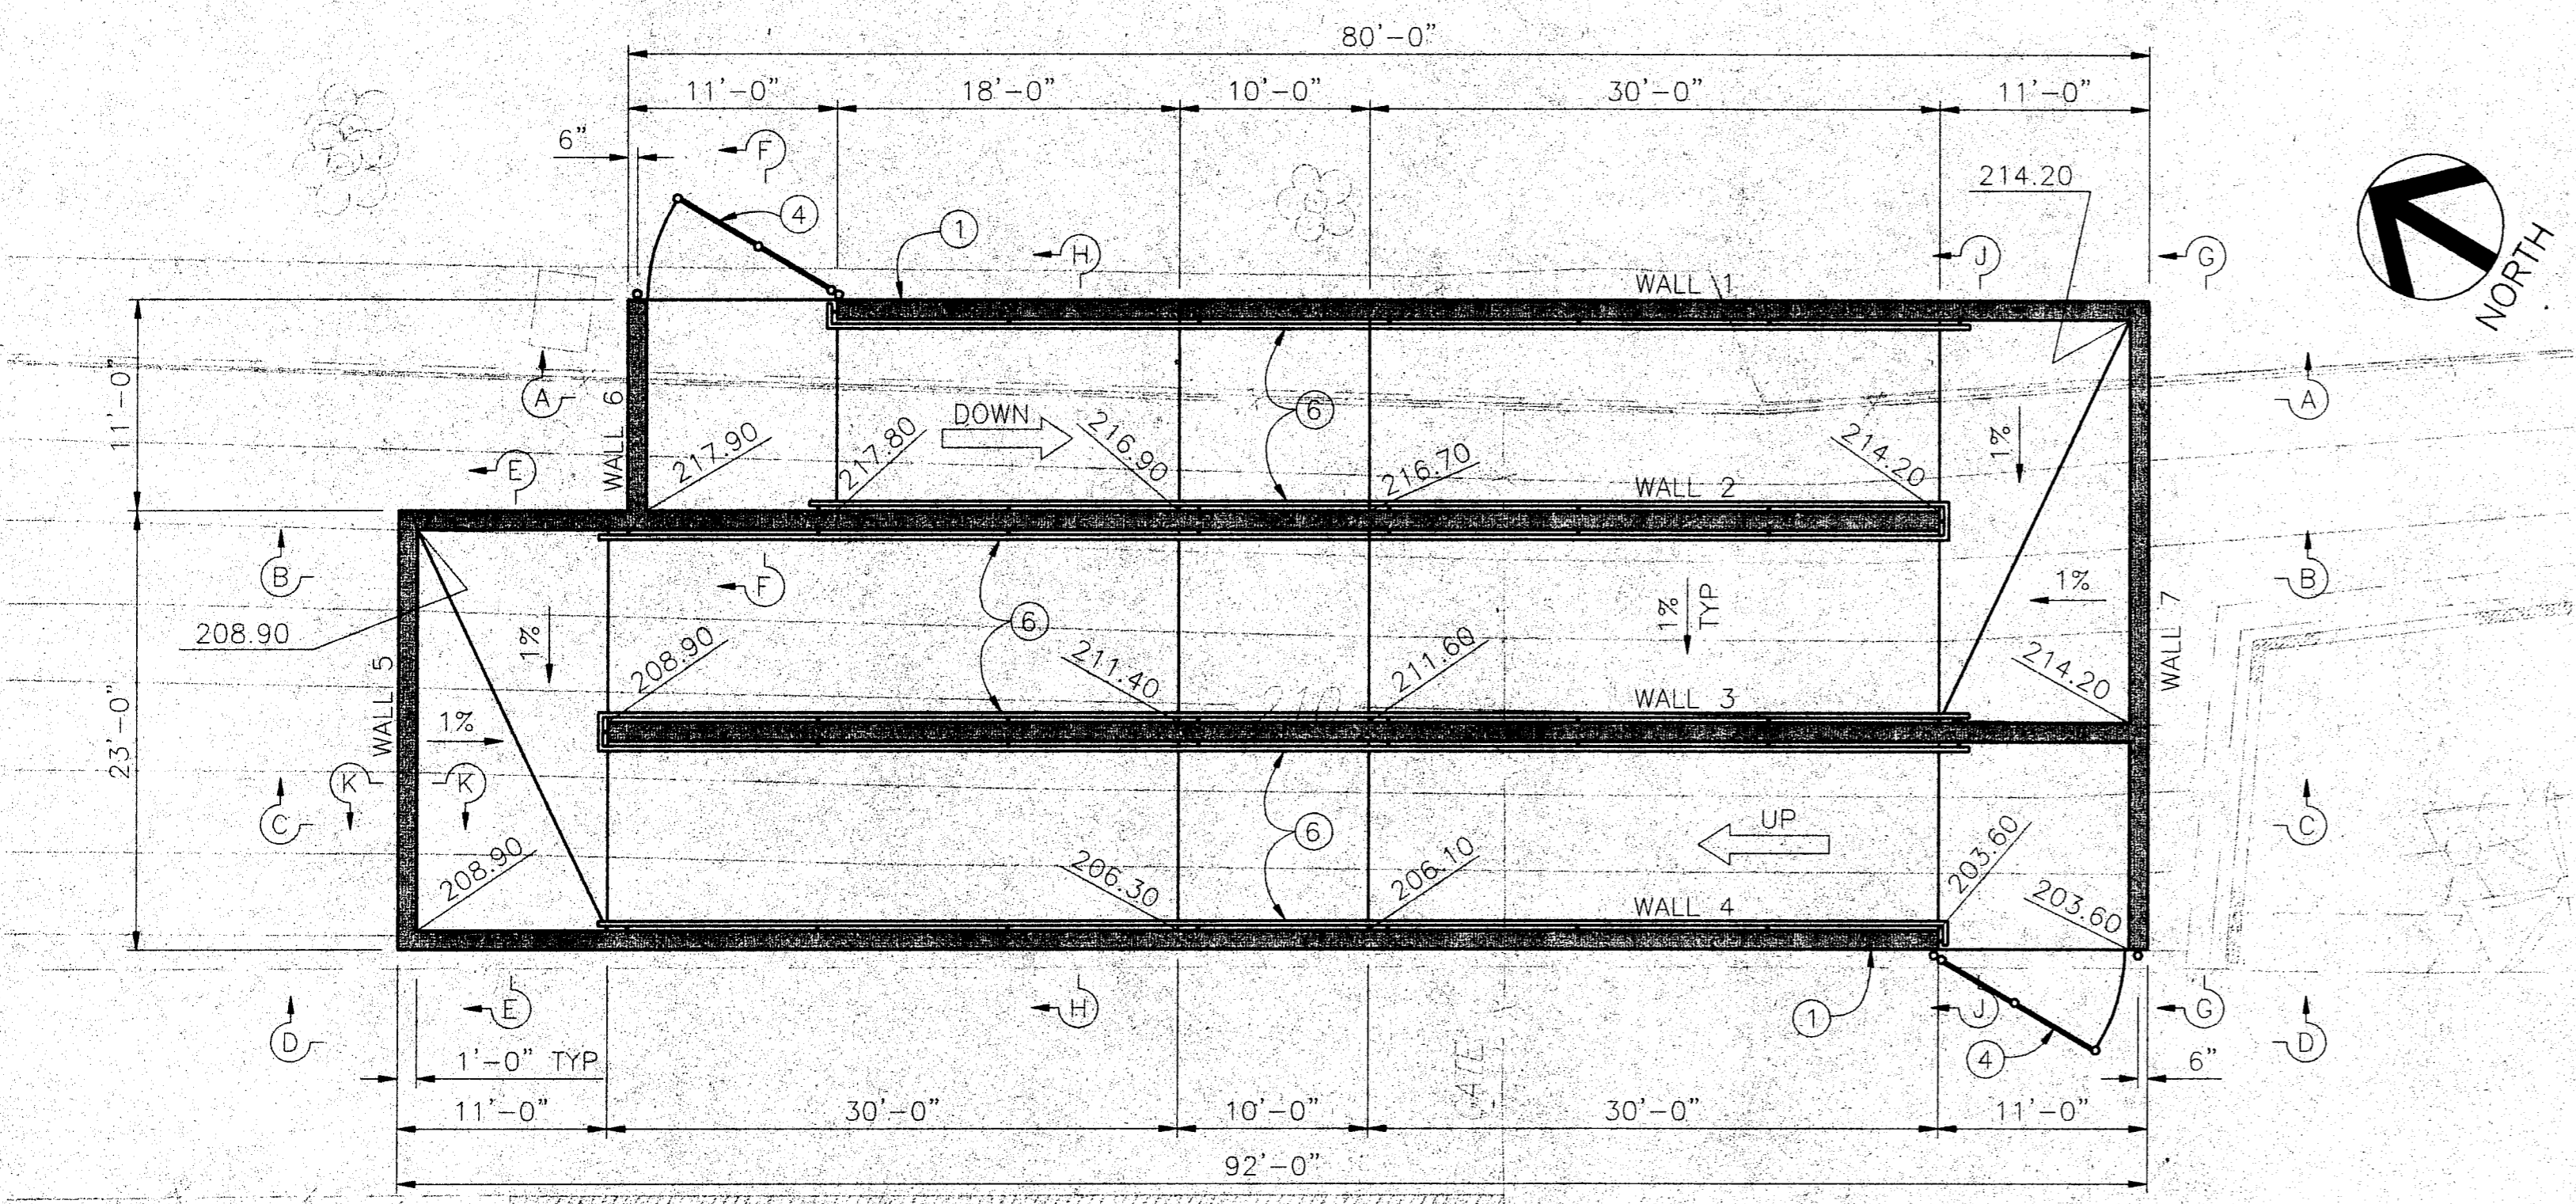 80'-0"
11'-0"
18'-0"
10'-0"
30'-0"
11'-0"
6"
F
4
1
H
214.20
J
G
NORTH
WALL 1
11'-0"
A
WALL 6
6
A
DOWN
217.90
217.80
216.90
216.70
214.20
1%
E
WALL 2
B
F
B
1%
208.90
1%
6
1%
TYP
WALL 7
208.90
211.40
211.60
214.20
WALL 5
210
WALL 3
1%
23'-0"
K
K
C
6
UP
C
208.90
206.30
206.10
203.60
203.60
WALL 4
E
H
1
J
G
D
D
1'-0" TYP
4
6"
11'-0"
30'-0"
10'-0"
30'-0"
11'-0"
92'-0"